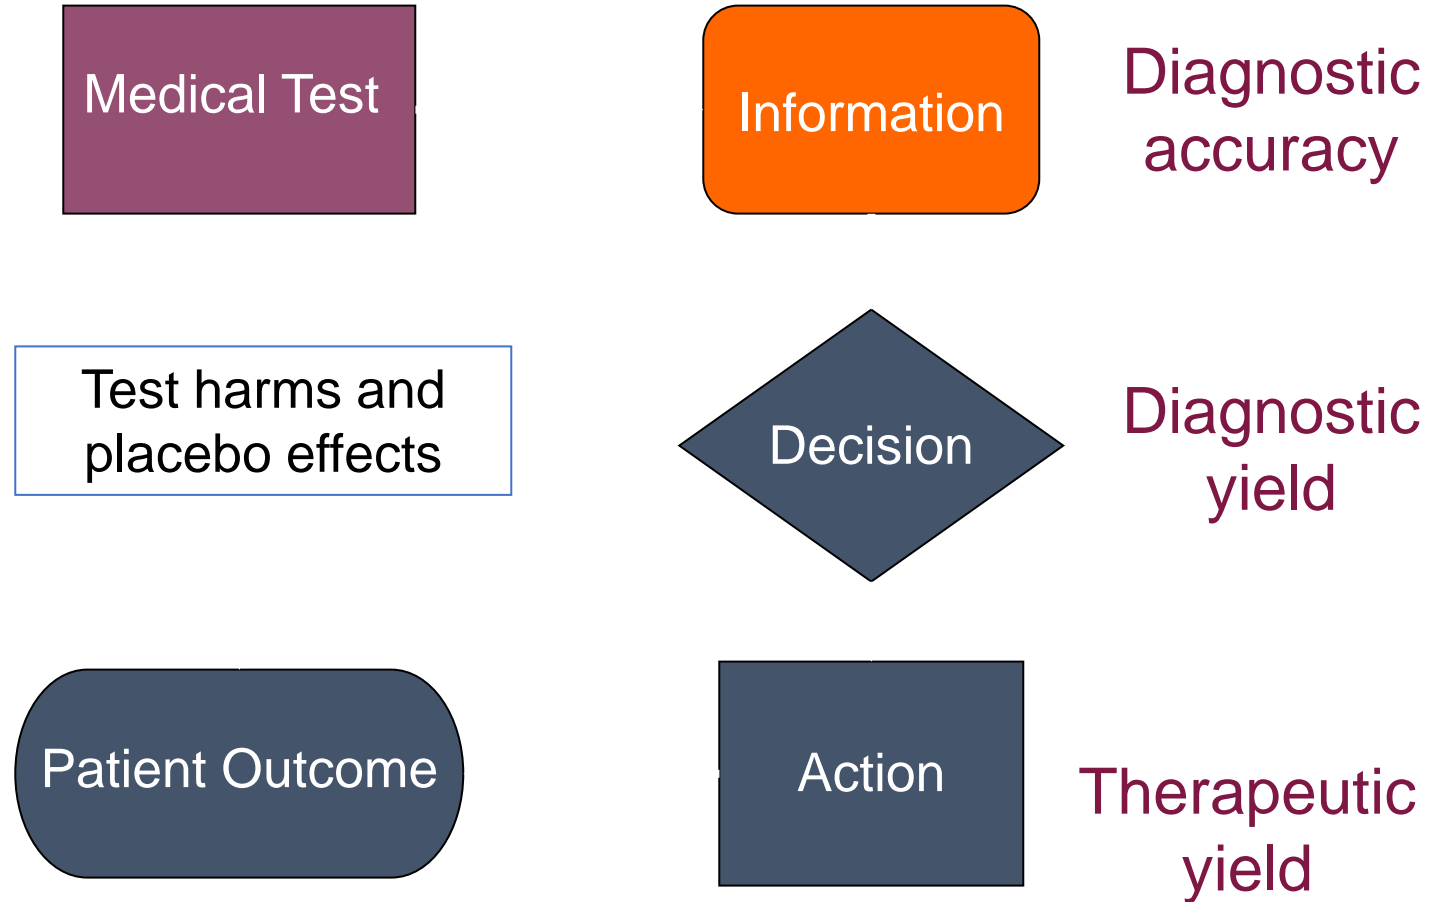 Medical Test
Information
Diagnostic
accuracy
Test harms and
placebo effects
Decision
Diagnostic
yield
Patient Outcome
Action
Therapeutic
yield